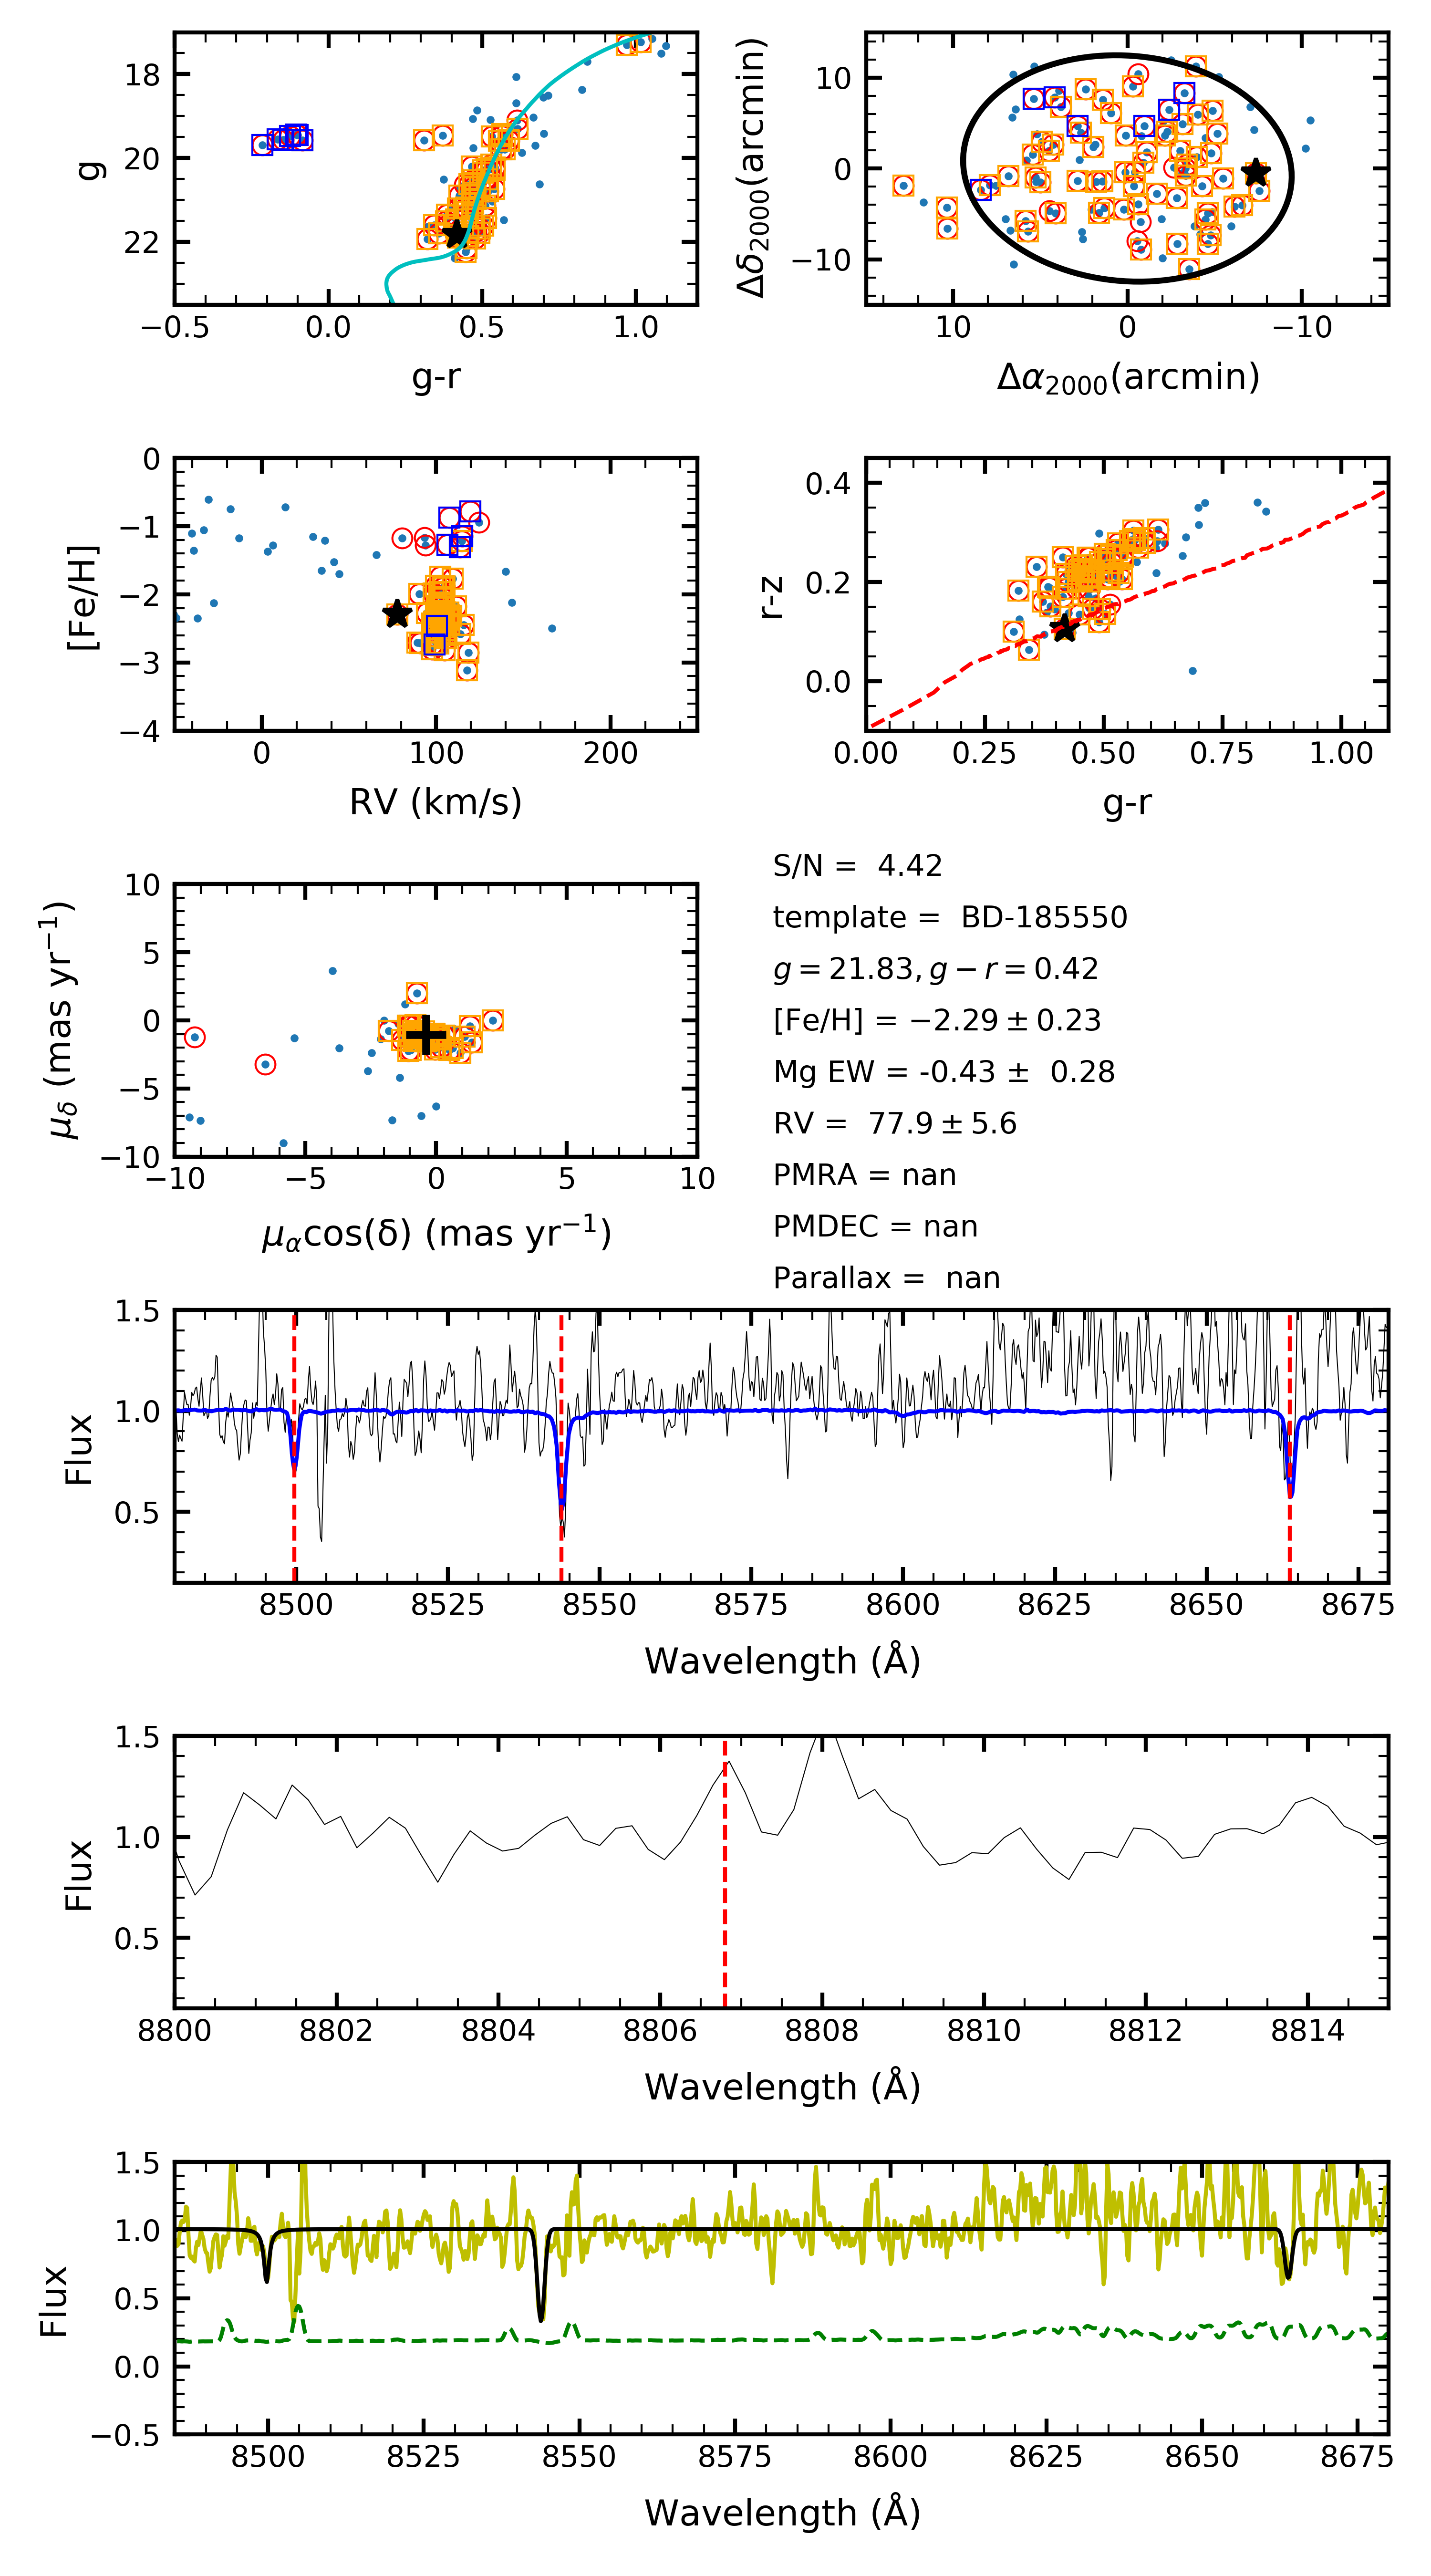 18
20
22
g
−0.5
0.0
0.5
1.0
g-r
10
0
−10
Δδ2000(arcmin)
10
0
−10
Δα2000(arcmin)
0
−1
−2
−3
−4
[Fe/H]
0
100
200
RV (km/s)
0.4
0.2
0.0
r-z
0.00
0.25
0.50
0.75
1.00
g-r
10
5
0
−5
−10
μδ (mas yr−1)
−10
−5
0
5
10
μαcos(δ) (mas yr−1)
S/N = 4.42
template = BD-185550
g = 21.83, g − r = 0.42
[Fe/H] = −2.29 ± 0.23
Mg EW = -0.43 ± 0.28
RV = 77.9 ± 5.6
PMRA = nan
PMDEC = nan
Parallax = nan
1.5
1.0
0.5
Flux
8500
8525
8550
8575
8600
8625
8650
8675
Wavelength (Å)
1.5
1.0
0.5
Flux
8800
8802
8804
8806
8808
8810
8812
8814
Wavelength (Å)
1.5
1.0
0.5
0.0
−0.5
Flux
8500
8525
8550
8575
8600
8625
8650
8675
Wavelength (Å)